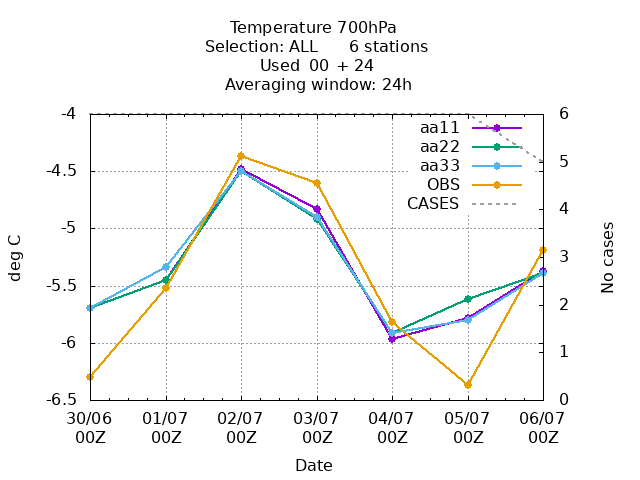 Temperature 700hPa
Selection: ALL 6 stations
Used 00 + 24
Averaging window: 24h
-4
-4.5
-5
-5.5
-6
-6.5
deg C
6
5
4
3
2
1
0
No cases
aa11
aa22
aa33
OBS
CASES
30/06 01/07 02/07 03/07 04/07 05/07 06/07
00Z 00Z 00Z 00Z 00Z 00Z 00Z
Date